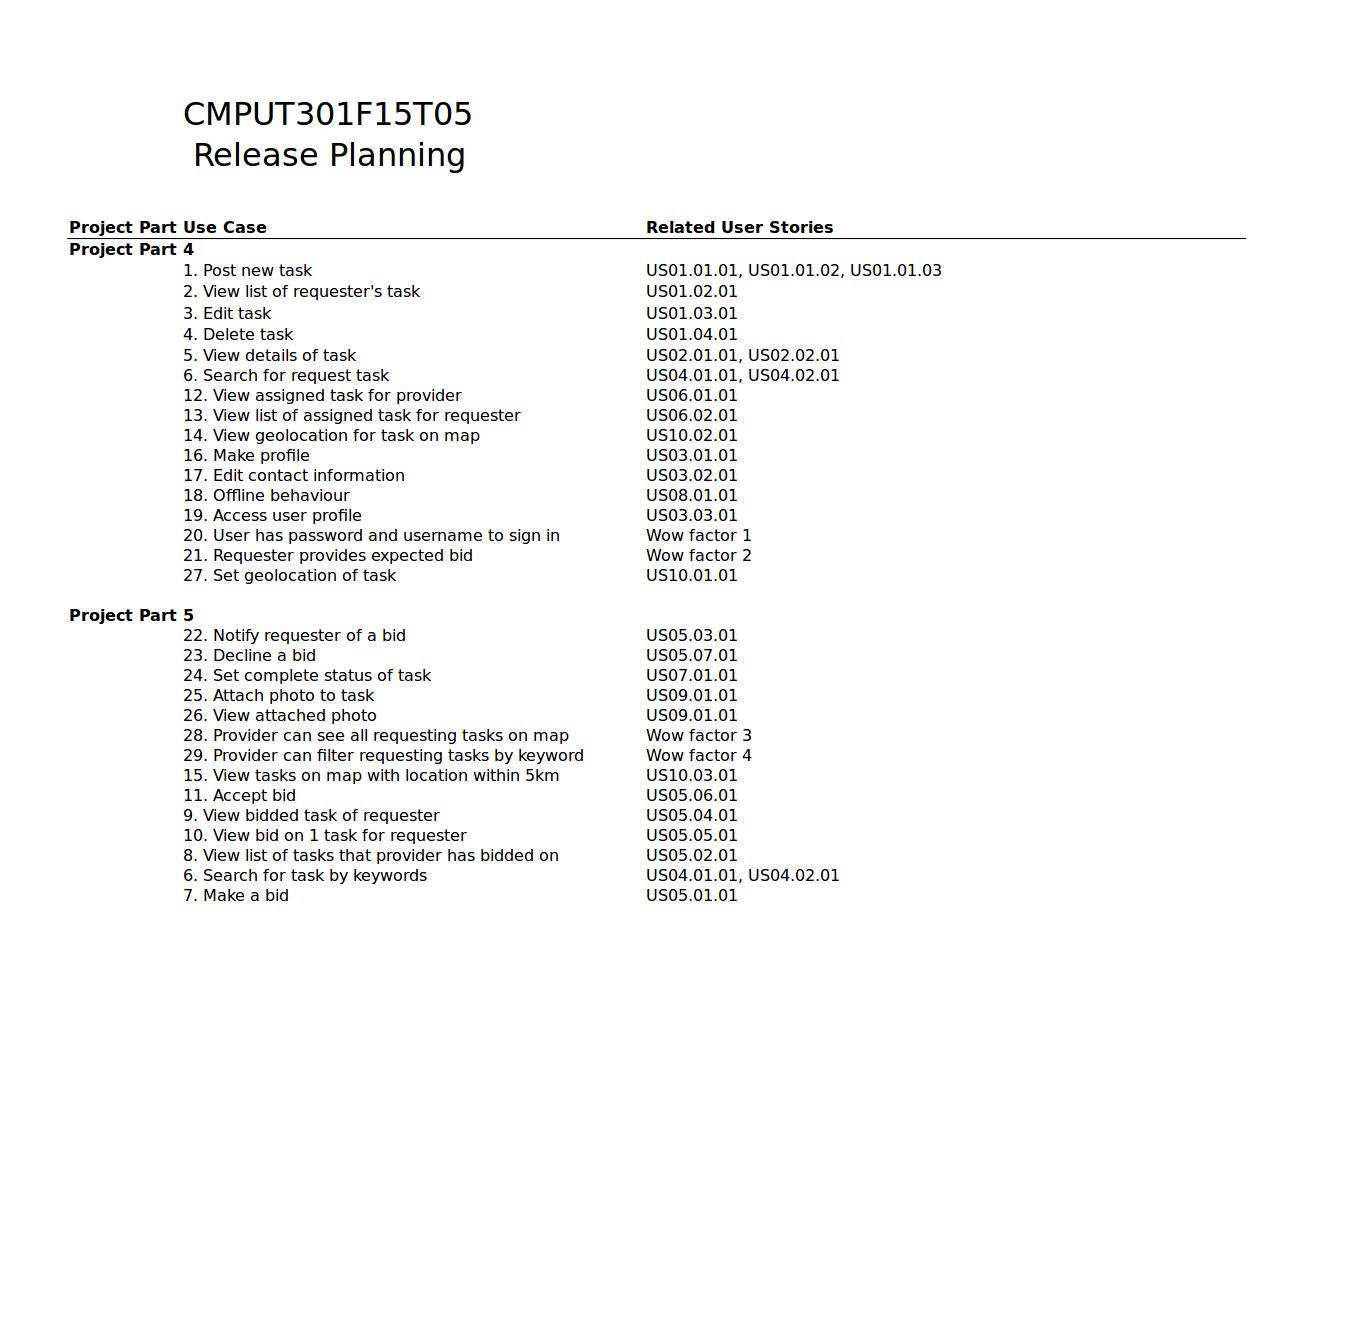 CMPUT301F15T05
Release Planning
Project Part Use Case Related User Stories
Project Part 4
1. Post new task US01.01.01, US01.01.02, US01.01.03
2. View list of requester's task US01.02.01
3. Edit task US01.03.01
4. Delete task US01.04.01
5. View details of task US02.01.01, US02.02.01
6. Search for request task US04.01.01, US04.02.01
12. View assigned task for provider US06.01.01
13. View list of assigned task for requester US06.02.01
14. View geolocation for task on map US10.02.01
16. Make profile US03.01.01
17. Edit contact information US03.02.01
18. Offline behaviour US08.01.01
19. Access user profile US03.03.01
20. User has password and username to sign in Wow factor 1
21. Requester provides expected bid Wow factor 2
27. Set geolocation of task US10.01.01
Project Part 5
22. Notify requester of a bid US05.03.01
23. Decline a bid US05.07.01
24. Set complete status of task US07.01.01
25. Attach photo to task US09.01.01
26. View attached photo US09.01.01
28. Provider can see all requesting tasks on map Wow factor 3
29. Provider can filter requesting tasks by keyword Wow factor 4
15. View tasks on map with location within 5km US10.03.01
11. Accept bid US05.06.01
9. View bidded task of requester US05.04.01
10. View bid on 1 task for requester US05.05.01
8. View list of tasks that provider has bidded on US05.02.01
6. Search for task by keywords US04.01.01, US04.02.01
7. Make a bid US05.01.01